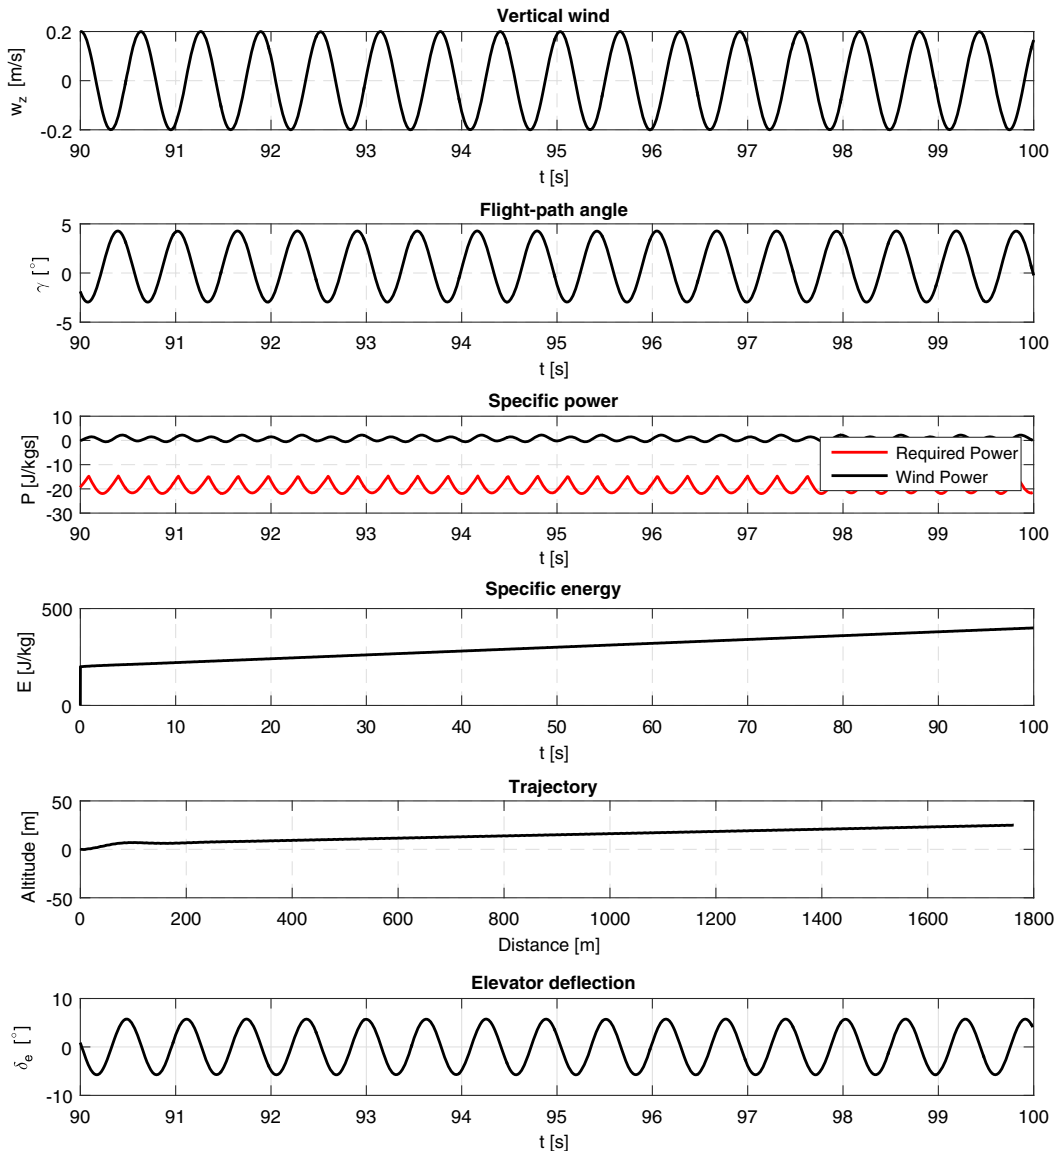 Vertical wind
w_z [m/s]
0.2
0
-0.2
90 91 92 93 94 95 96 97 98 99 100
t [s]
Flight-path angle
γ [°]
5
0
-5
90 91 92 93 94 95 96 97 98 99 100
t [s]
Specific power
P [J/kgs]
10
0
-10
-20
-30
Required Power
Wind Power
90 91 92 93 94 95 96 97 98 99 100
t [s]
Specific energy
E [J/kg]
500
0
0 10 20 30 40 50 60 70 80 90 100
t [s]
Trajectory
Altitude [m]
50
0
-50
0 200 400 600 800 1000 1200 1400 1600 1800
Distance [m]
Elevator deflection
δ_e [°]
10
0
-10
90 91 92 93 94 95 96 97 98 99 100
t [s]